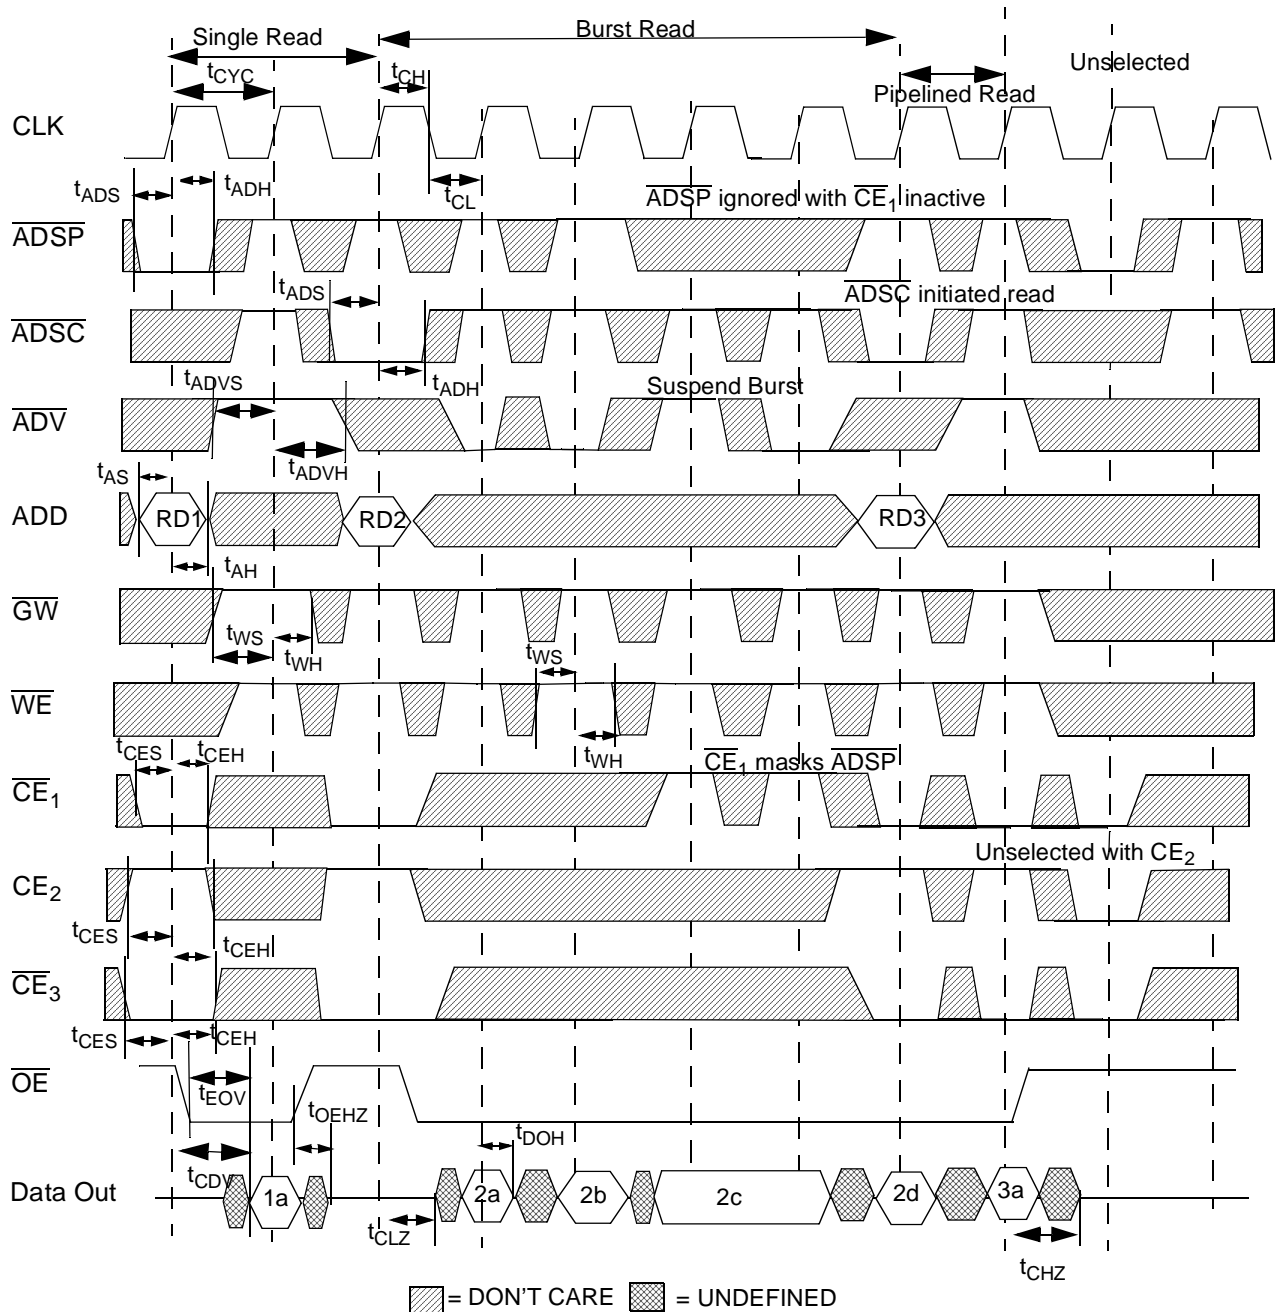 Burst Read
Single Read
Unselected
tCYC
tCH
Pipelined Read
CLK
tADS
tADH
tCL
ADSP ignored with CE1 inactive
ADSP
tADS
ADSC initiated read
ADSC
tADVS
tADH
Suspend Burst
ADV
tAS
tADVH
ADD
RD1
RD2
RD3
tAH
GW
tWS
tWH
tWS
WE
tCES
tCEH
tWH
CE1 masks ADSP
CE1
Unselected with CE2
CE2
tCES
tCEH
CE3
tCES
tCEH
OE
tEOV
tOEHZ
tDOH
tCDV
Data Out
1a
2a
2b
2c
2d
3a
tCLZ
tCHZ
= DON'T CARE
= UNDEFINED